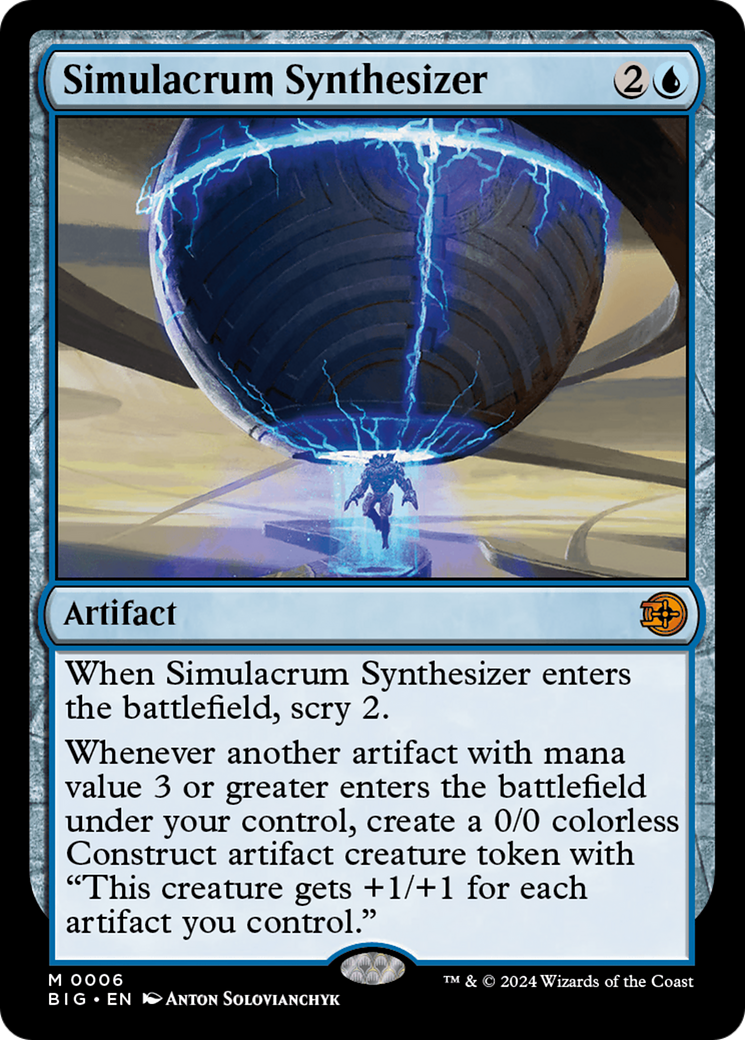 Simulacrum Synthesizer 2
Artifact
When Simulacrum Synthesizer enters
the battlefield, scry 2.
Whenever another artifact with mana
value 3 or greater enters the battlefield
under your control, create a 0/0 colorless
Construct artifact creature token with
“This creature gets +1/+1 for each
artifact you control.”
M 0006
BIG • EN Anton Solovianchyk
™ & © 2024 Wizards of the Coast